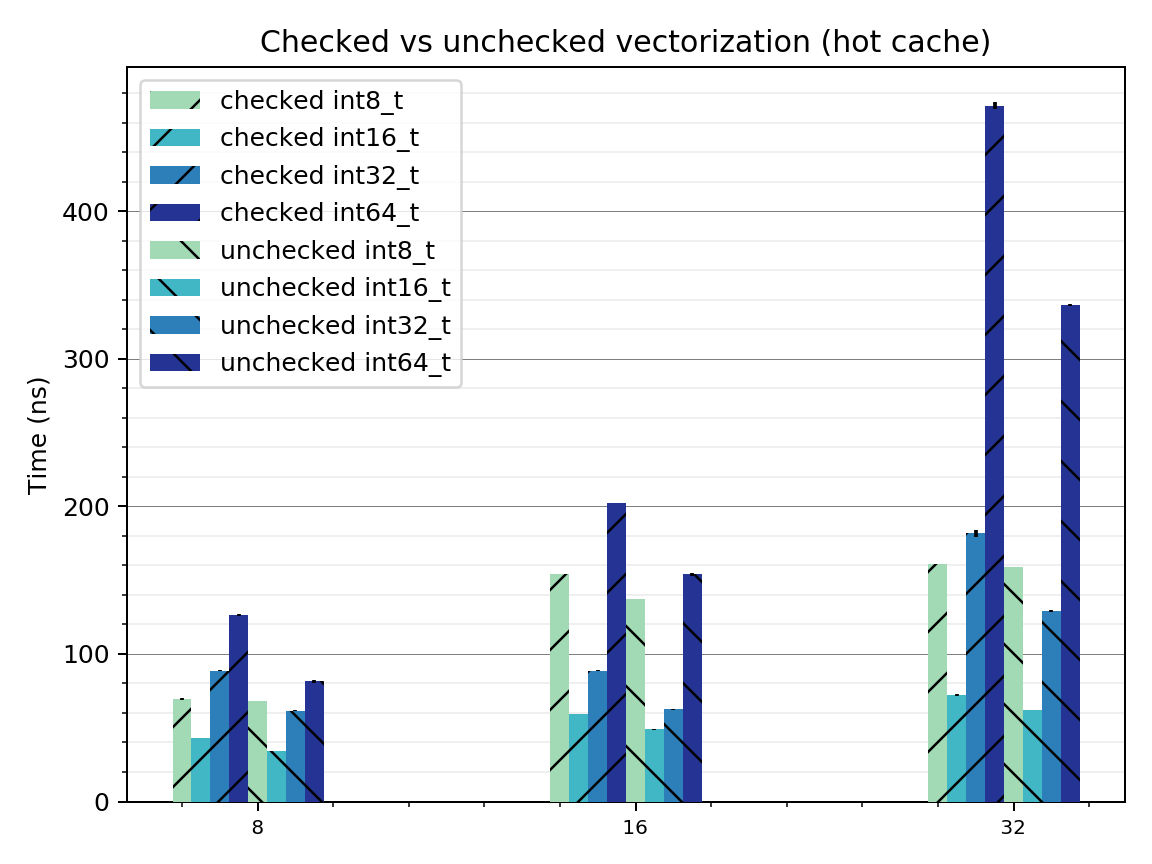 Checked vs unchecked vectorization (hot cache)
checked int8_t
checked int16_t
checked int32_t
checked int64_t
unchecked int8_t
unchecked int16_t
unchecked int32_t
unchecked int64_t
Time (ns)
400
300
200
100
0
8
16
32